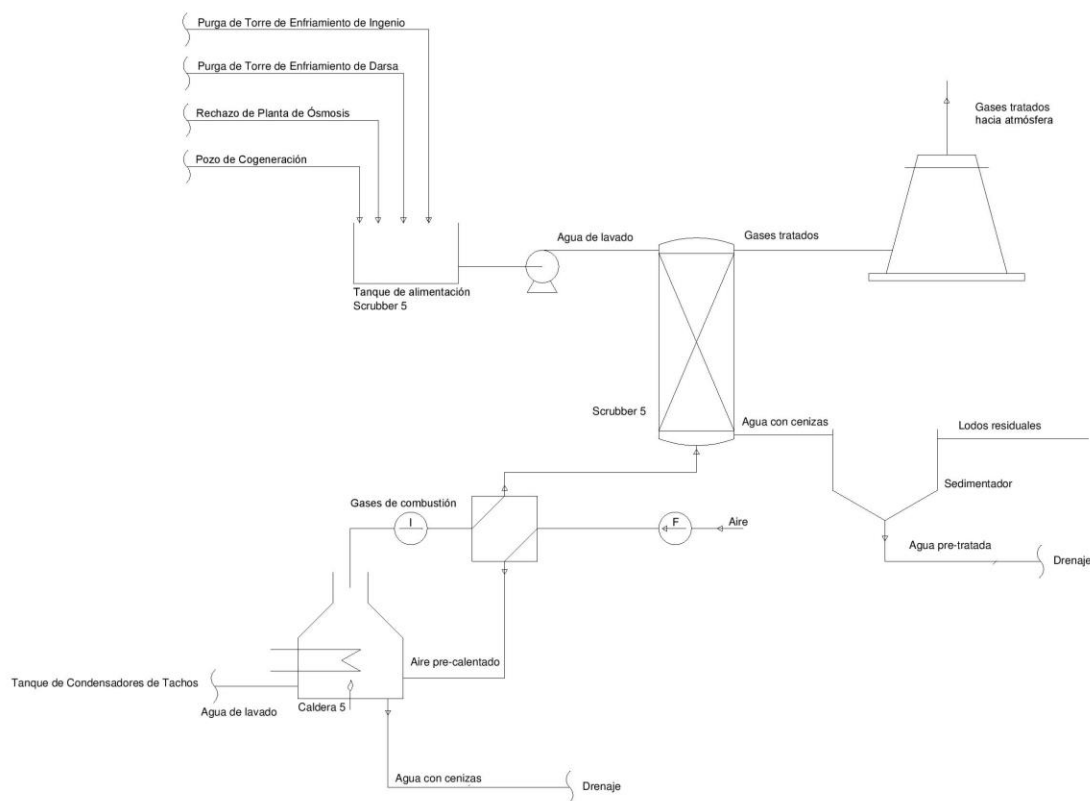 Purga de Torre de Enfriamiento de Ingenio
Purga de Torre de Enfriamiento de Darsa
Rechazo de Planta de Ósmosis
Pozo de Cogeneración
Gases tratados
hacia atmósfera
Agua de lavado
Gases tratados
Tanque de alimentación
Scrubber 5
Scrubber 5
Agua con cenizas
Lodos residuales
Sedimentador
Gases de combustión
I
F
Aire
Agua pre-tratada
Drenaje
Aire pre-calentado
Tanque de Condensadores de Tachos
Agua de lavado
Caldera 5
Agua con cenizas
Drenaje